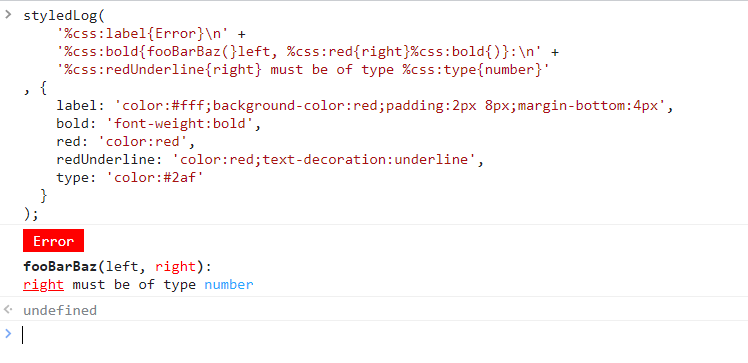 styledLog(
'%css:label{Error}\n' +
'%css:bold{fooBarBaz(}left, %css:red{right}%css:bold{)}:\n' +
'%css:redUnderline{right} must be of type %css:type{number}'
, {
label: 'color:#fff;background-color:red;padding:2px 8px;margin-bottom:4px',
bold: 'font-weight:bold',
red: 'color:red',
redUnderline: 'color:red;text-decoration:underline',
type: 'color:#2af'
}
);
Error
fooBarBaz(left, right):
right must be of type number
undefined